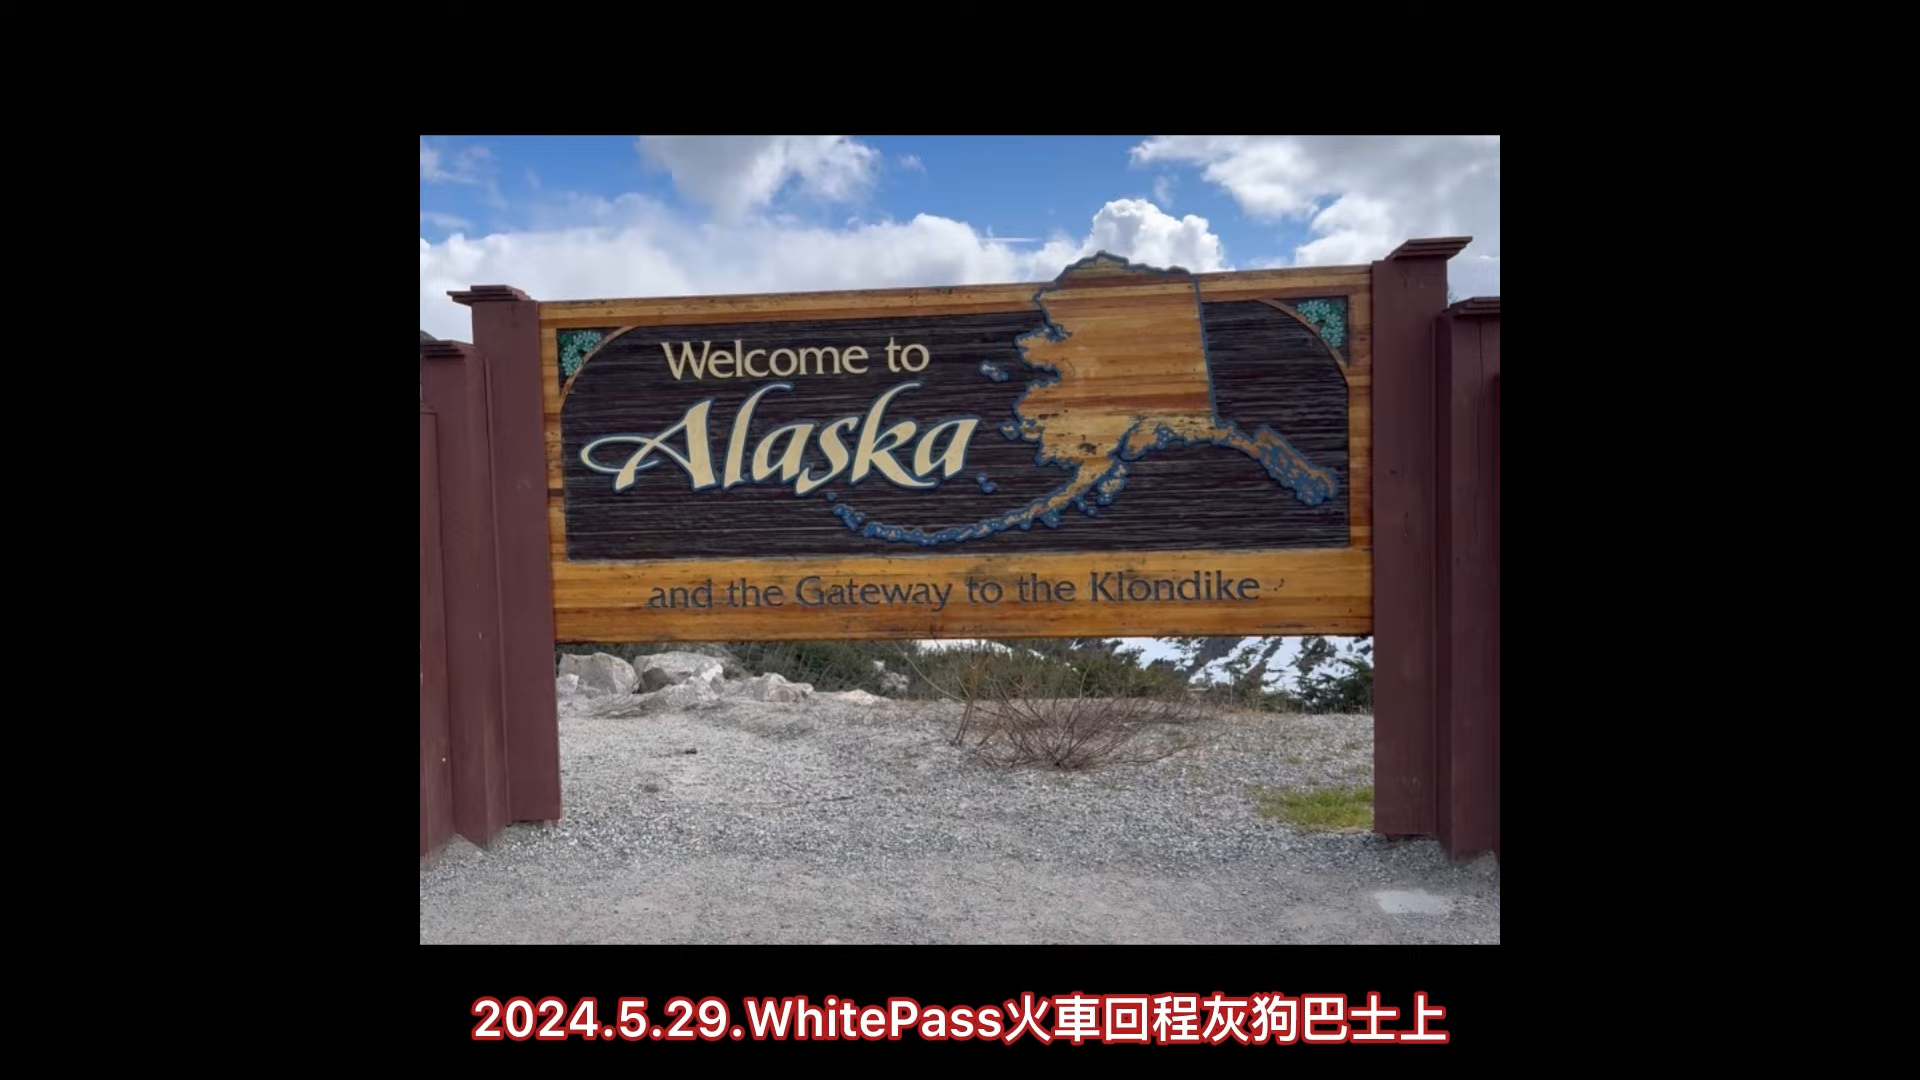 Welcome to
Alaska
and the Gateway to the Klondike
2024.5.29.WhitePass火車回程灰狗巴士上